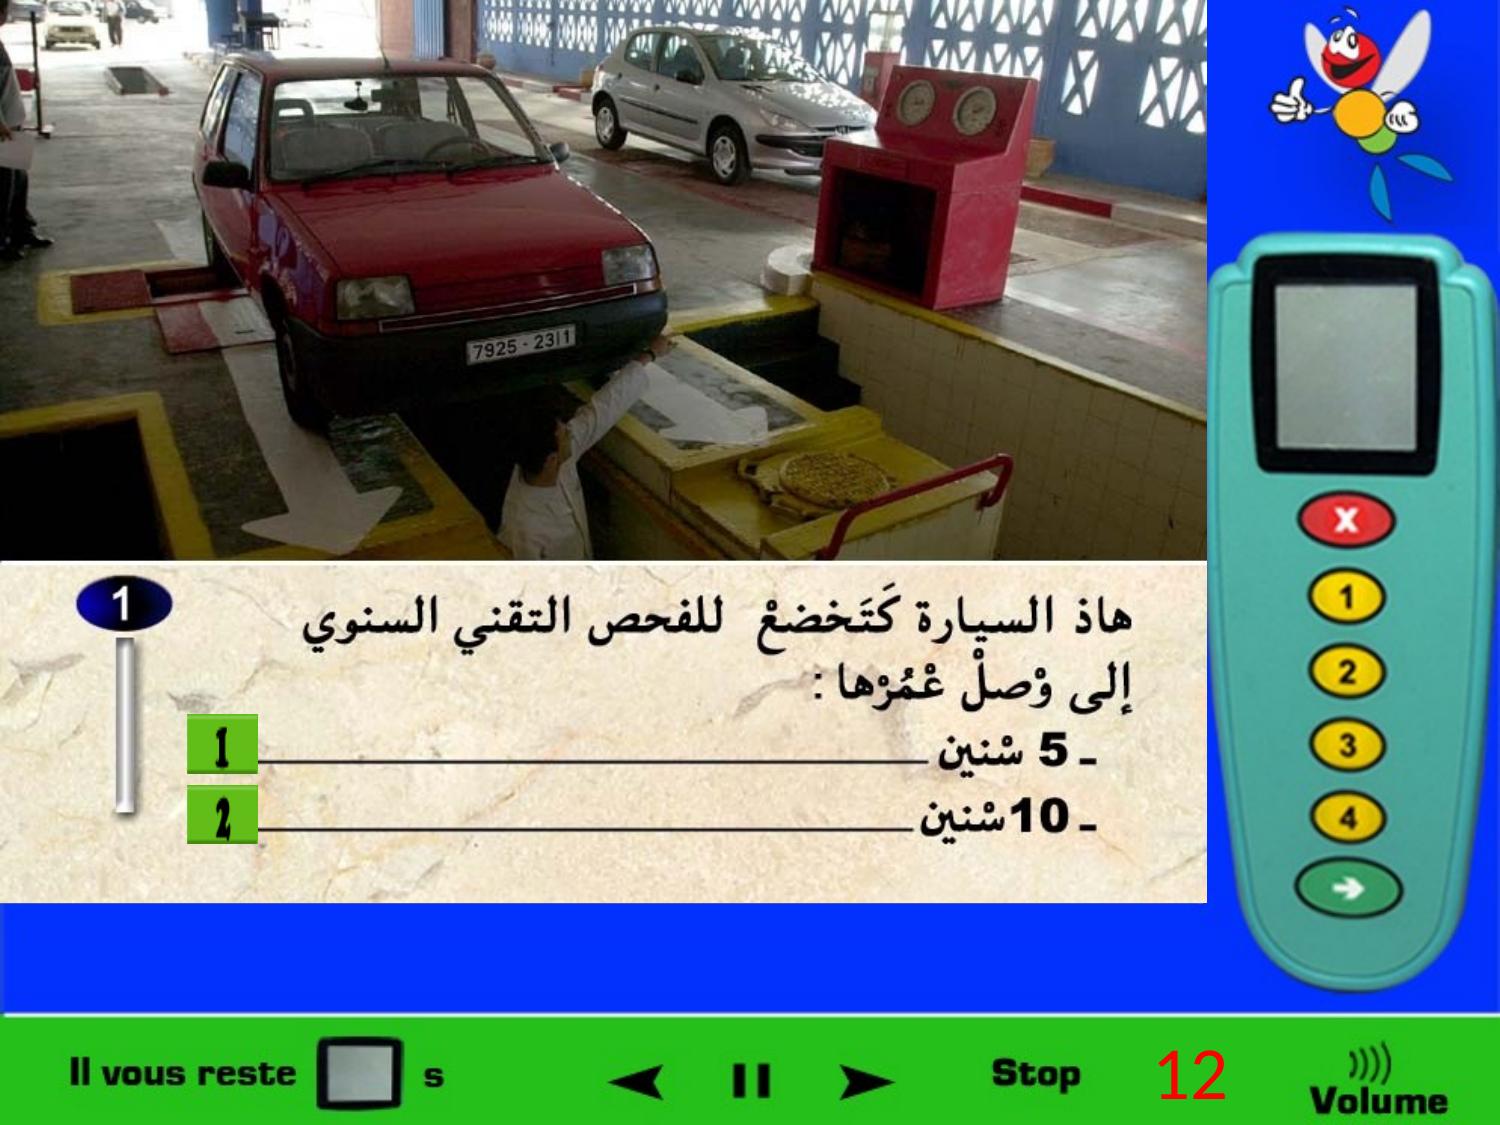 7925 - 23 ا 1
1
هاذ السيارة كَتَخضعْ للفحص التقني السنوي
إلى وْصلْ عْمُرْها :
ـ 5 سْنين 1
ـ 10سْنين 2
X
1
2
3
4
Il vous reste s
Stop
12
Volume